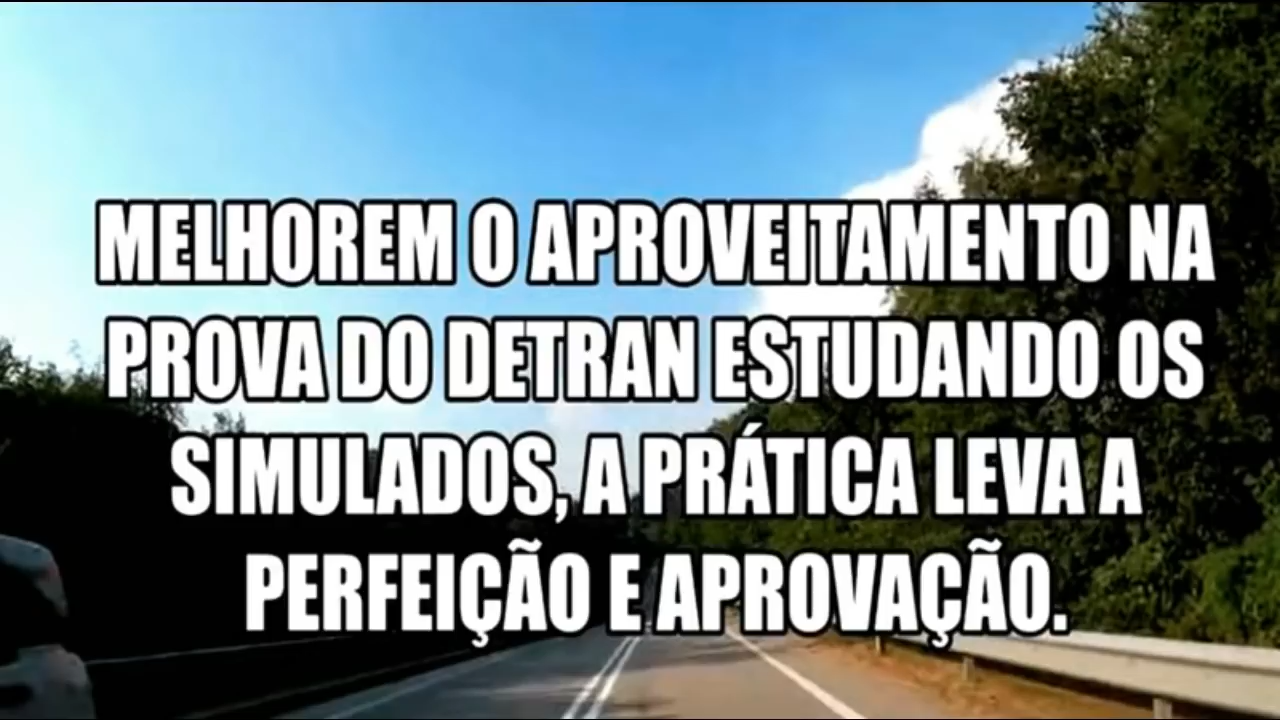 MELHOREM O APROVEITAMENTO NA
PROVA DO DETRAN ESTUDANDO OS
SIMULADOS, A PRÁTICA LEVA A
PERFEIÇÃO E APROVAÇÃO.